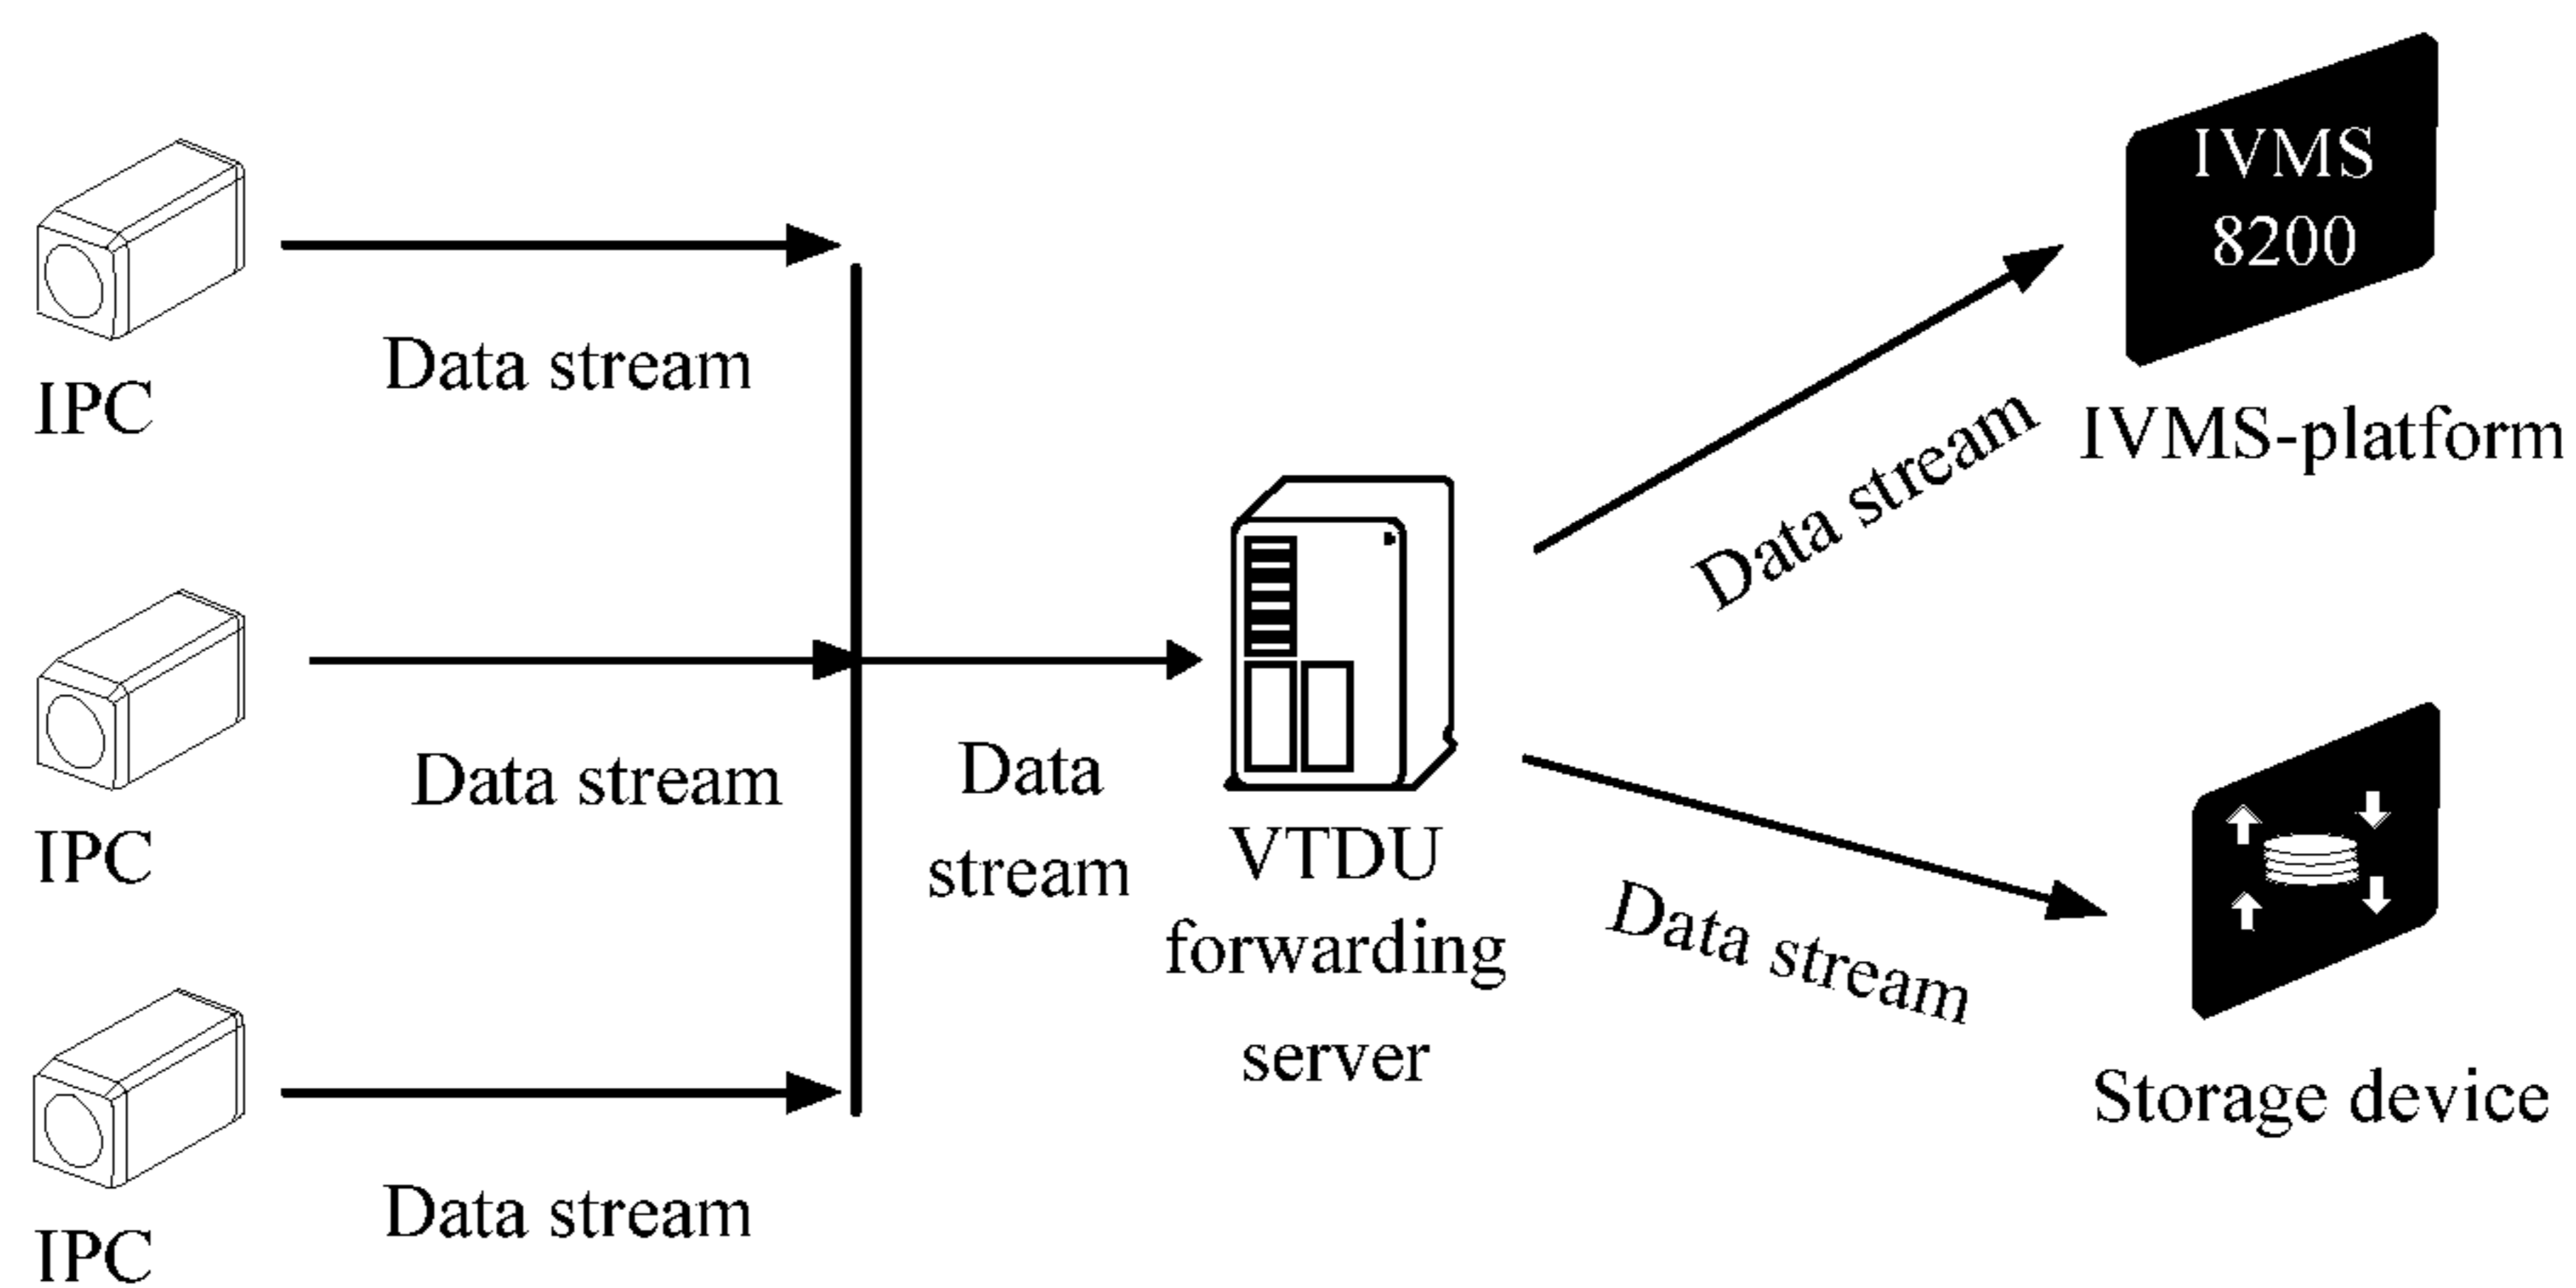 IVMS
8200
IPC
Data stream
IVMS-platform
Data stream
IPC
Data stream
Data
stream
VTDU
forwarding
server
Data stream
Storage device
IPC
Data stream